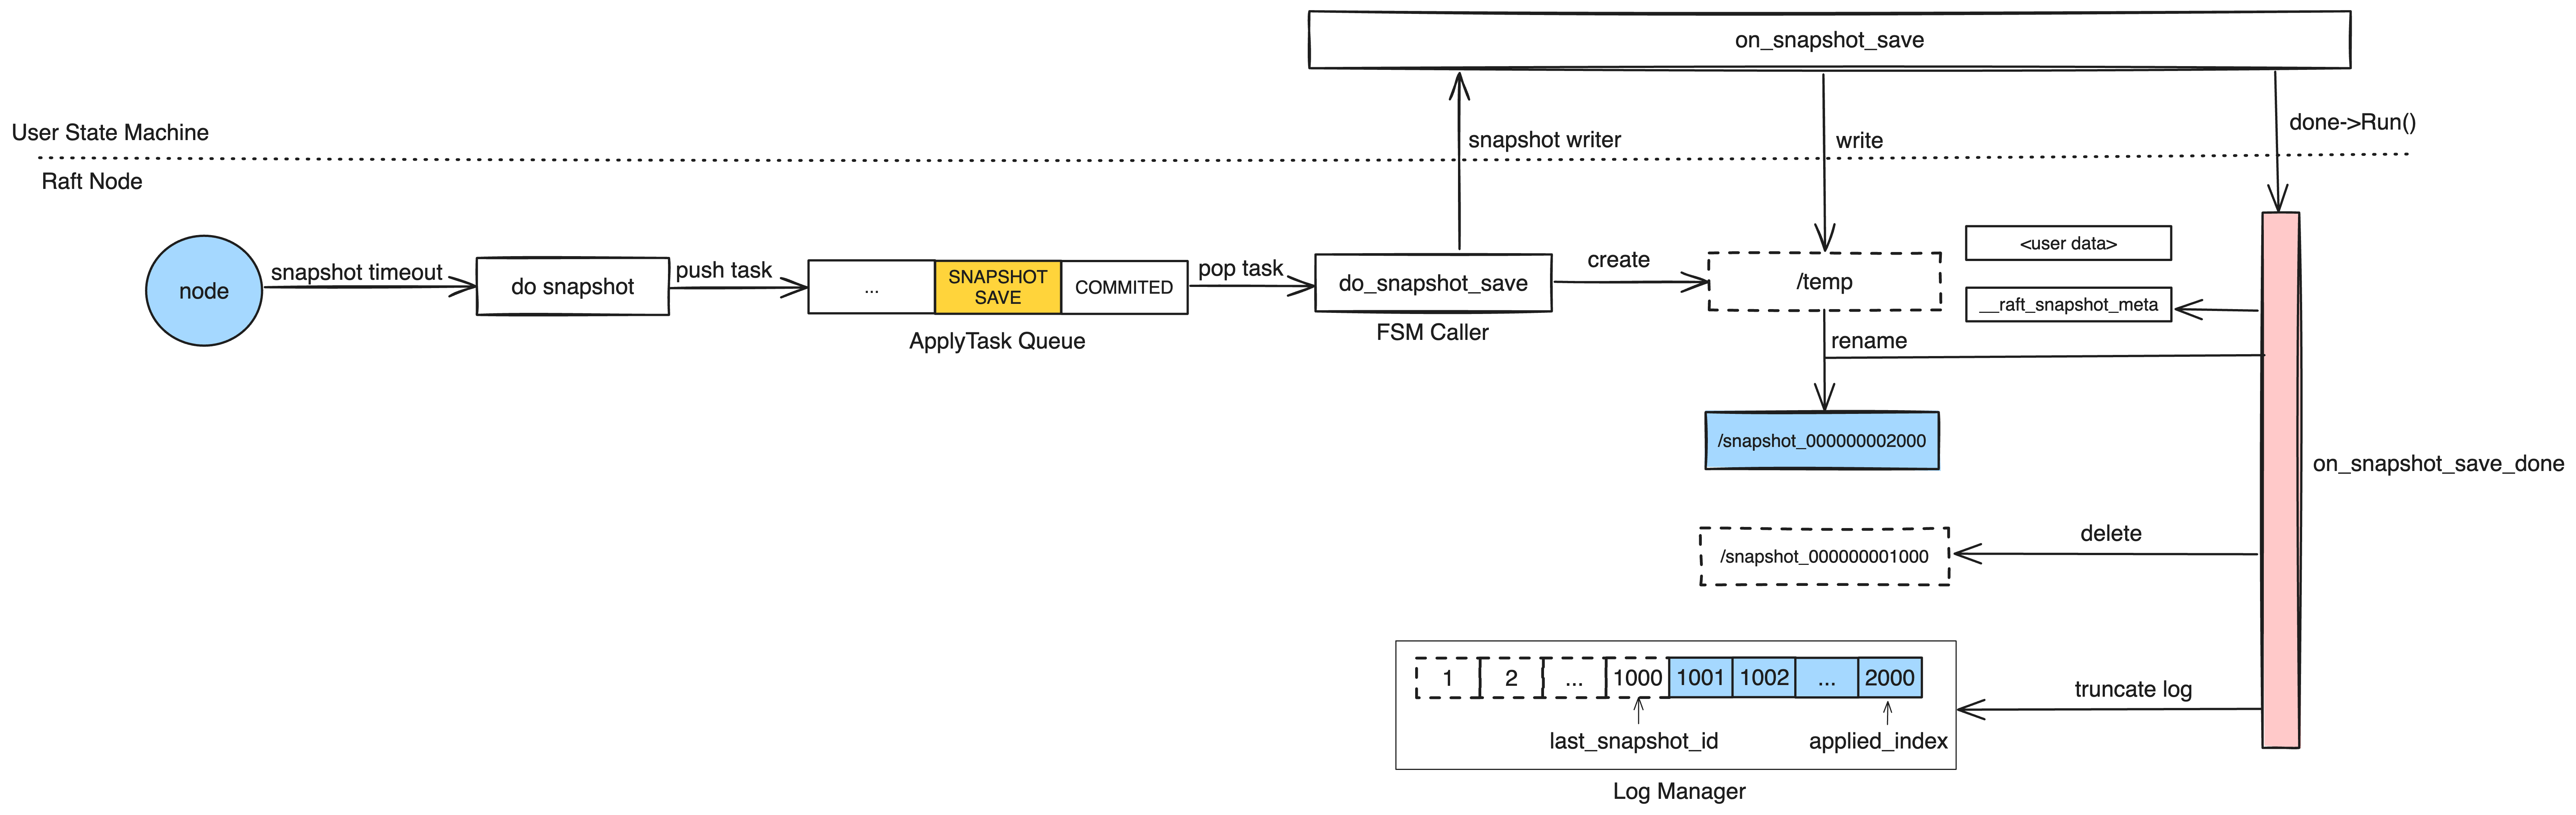 on_snapshot_save
User State Machine
snapshot writer
write
done->Run()
Raft Node
node
snapshot timeout
do snapshot
push task
...
SNAPSHOT
SAVE
COMMITED
ApplyTask Queue
pop task
do_snapshot_save
FSM Caller
create
/temp
<user data>
__raft_snapshot_meta
rename
/snapshot_000000002000
on_snapshot_save_done
delete
/snapshot_000000001000
1
2
...
1000
1001
1002
...
2000
truncate log
last_snapshot_id
applied_index
Log Manager